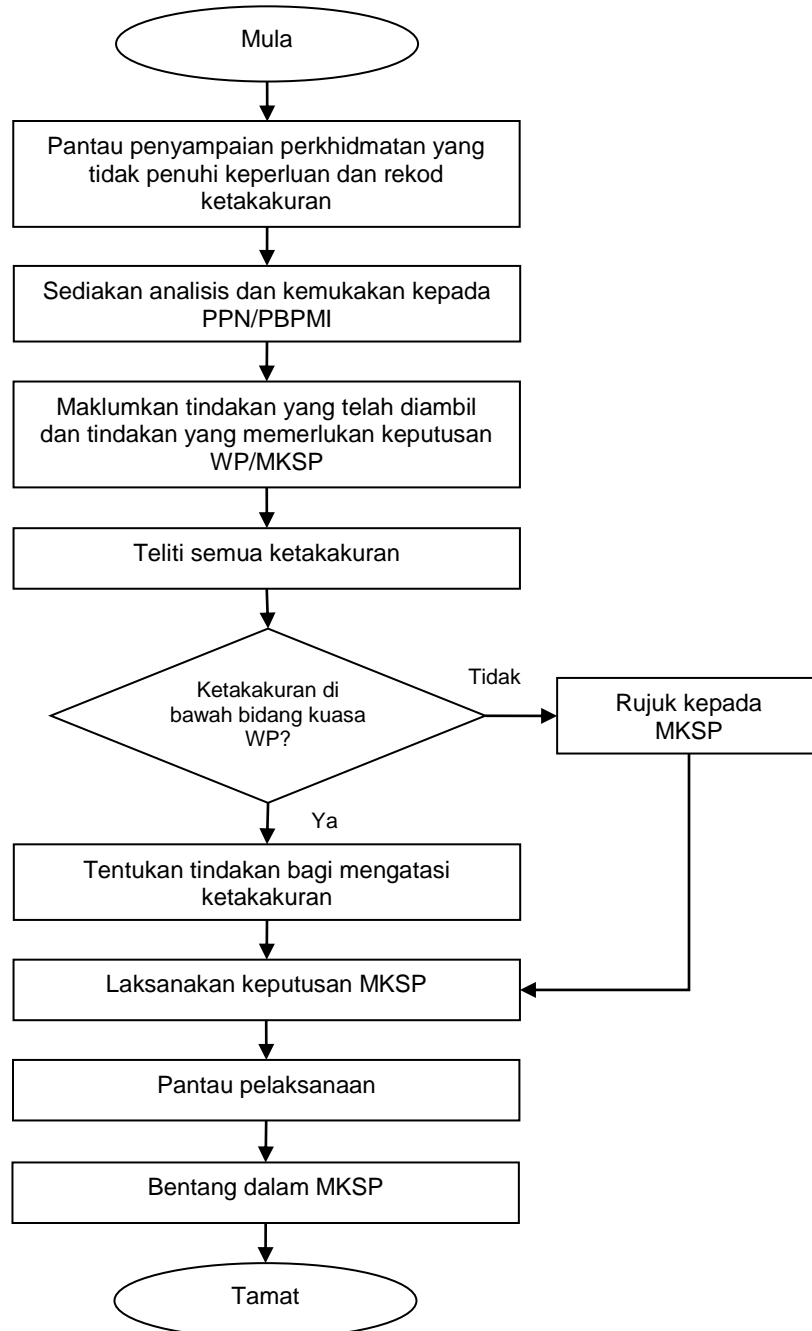 Mula
Pantau penyampaian perkhidmatan yang
tidak penuhi keperluan dan rekod
ketakakuran
Sediakan analisis dan kemukakan kepada
PPN/PBPMI
Maklumkan tindakan yang telah diambil
dan tindakan yang memerlukan keputusan
WP/MKSP
Teliti semua ketakakuran
Ketakakuran di
bawah bidang kuasa
WP?
Tidak
Rujuk kepada
MKSP
Ya
Tentukan tindakan bagi mengatasi
ketakakuran
Laksanakan keputusan MKSP
Pantau pelaksanaan
Bentang dalam MKSP
Tamat